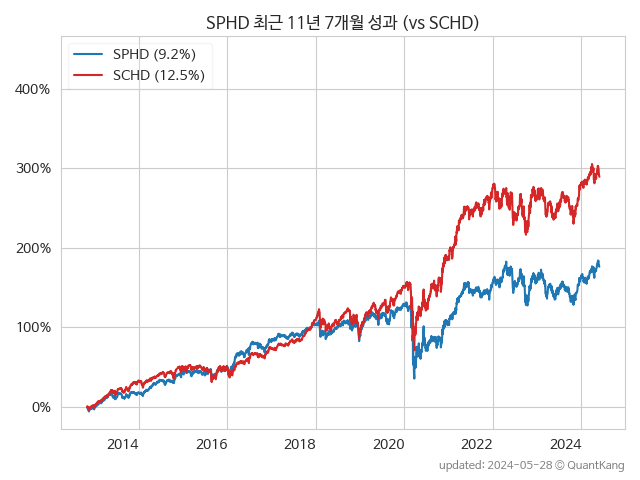 SPHD 최근 11년 7개월 성과 (vs SCHD)
SPHD (9.2%)
SCHD (12.5%)
400%
300%
200%
100%
0%
2014 2016 2018 2020 2022 2024
updated: 2024-05-28 © QuantKang